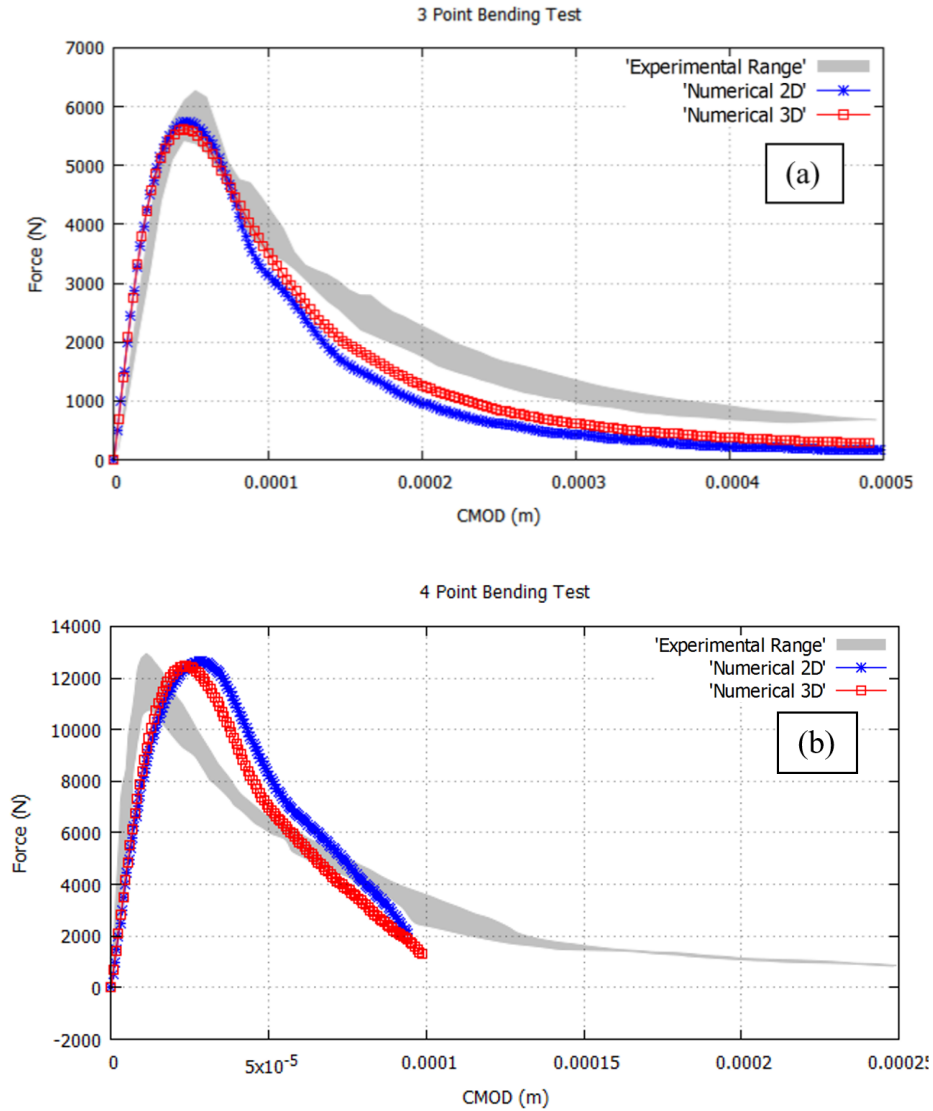 3 Point Bending Test
7000
6000
5000
4000
3000
2000
1000
0
Force (N)
'Experimental Range'
'Numerical 2D'
'Numerical 3D'
(a)
0 0.0001 0.0002 0.0003 0.0004 0.0005
CMOD (m)
4 Point Bending Test
14000
12000
10000
8000
6000
4000
2000
0
-2000
Force (N)
'Experimental Range'
'Numerical 2D'
'Numerical 3D'
(b)
0 5x10⁻⁵ 0.0001 0.00015 0.0002 0.00025
CMOD (m)